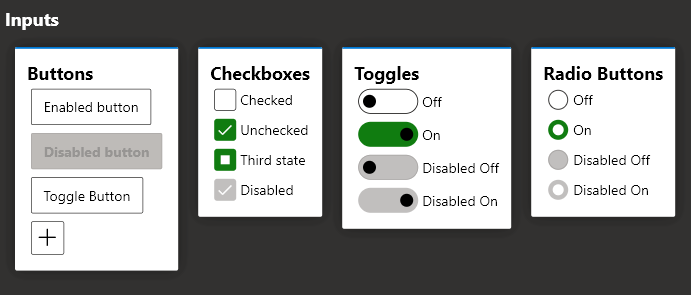 Inputs
Buttons
Enabled button
Disabled button
Toggle Button
Checkboxes
Checked
Unchecked
Third state
Disabled
Toggles
Off
On
Disabled Off
Disabled On
Radio Buttons
Off
On
Disabled Off
Disabled On